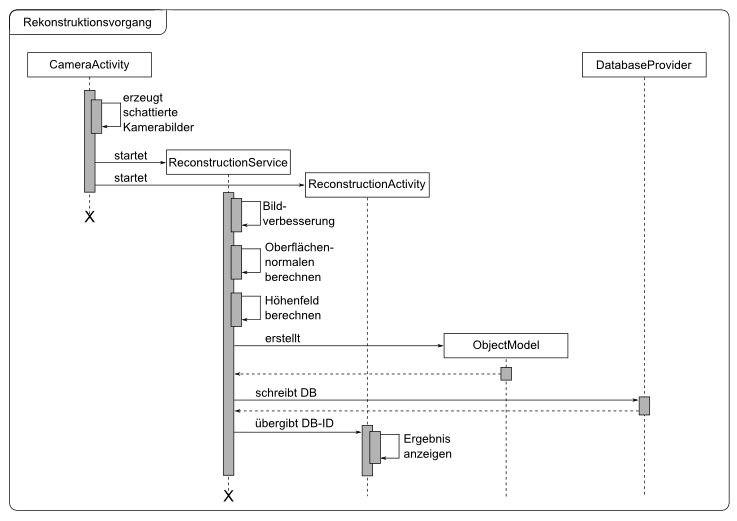 Rekonstruktionsvorgang
CameraActivity
DatabaseProvider
erzeugt
schattierte
Kamerabilder
startet
ReconstructionService
startet
ReconstructionActivity
X
Bild-
verbesserung
Oberflächen-
normalen
berechnen
Höhenfeld
berechnen
erstellt
ObjectModel
schreibt DB
übergibt DB-ID
Ergebnis
anzeigen
X